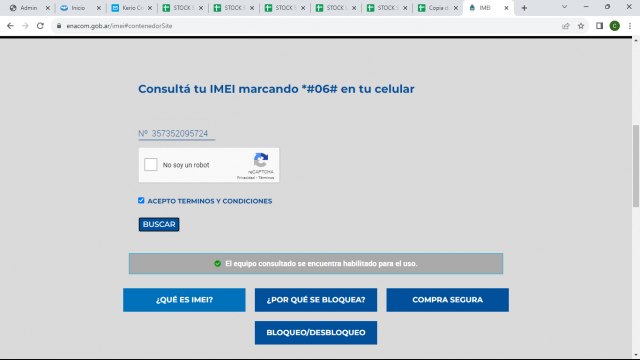 Admin
Inicio
Kerio Co
STOCK S
STOCK S
STOCK S
STOCK S
STOCK S
Copia d
IMEI
enacom.gob.ar/imei#contenedorSite
Consultá tu IMEI marcando *#06# en tu celular
Nº 357352095724
No soy un robot
reCAPTCHA
Privacidad - Términos
ACEPTO TERMINOS Y CONDICIONES
BUSCAR
El equipo consultado se encuentra habilitado para el uso.
¿QUÉ ES IMEI?
¿POR QUÉ SE BLOQUEA?
COMPRA SEGURA
BLOQUEO/DESBLOQUEO